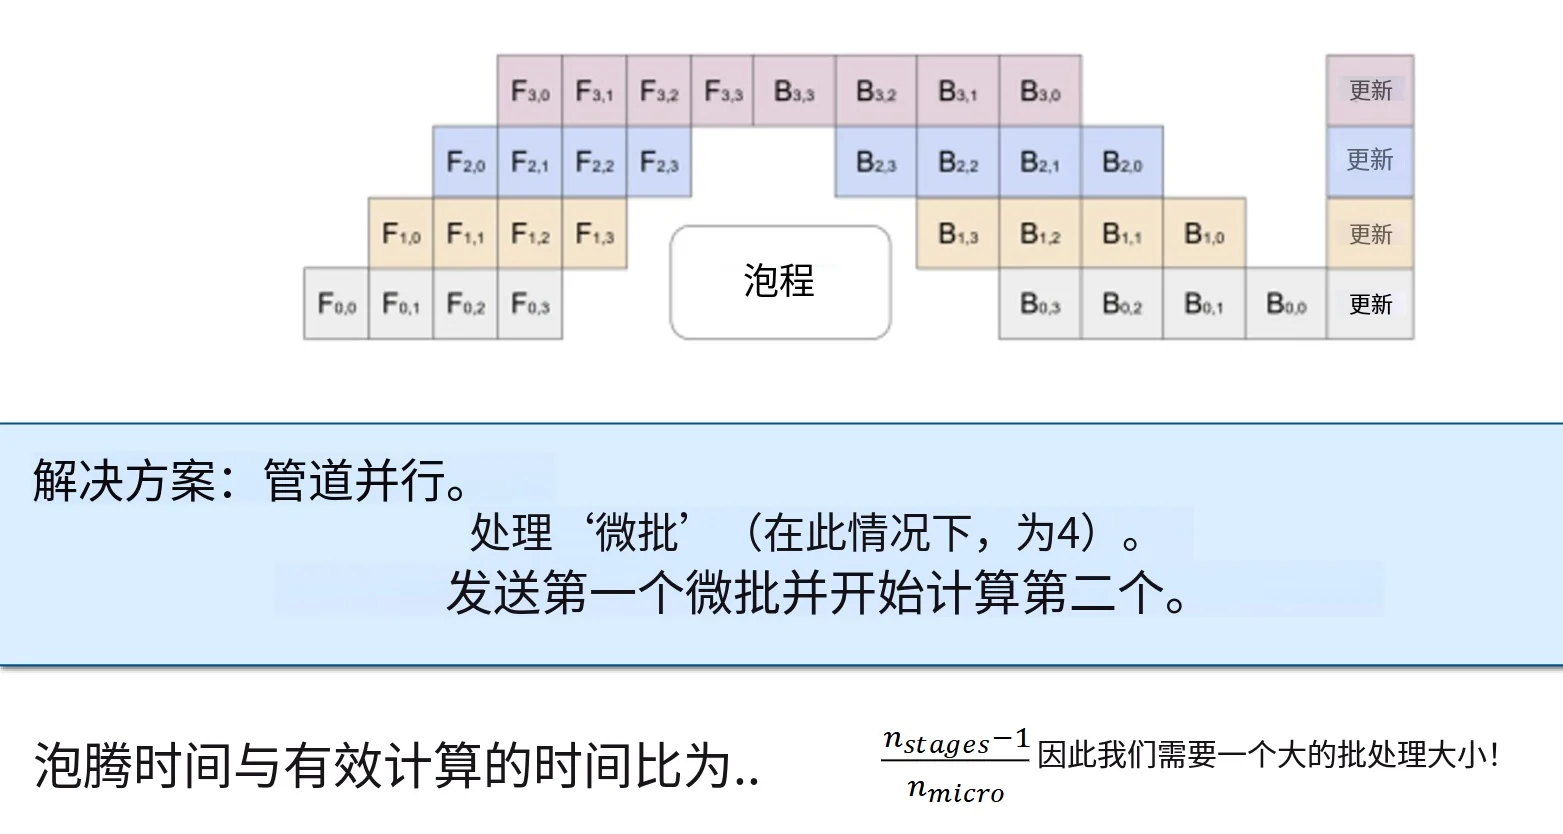 F3,0 F3,1 F3,2 F3,3 B3,3 B3,2 B3,1 B3,0 更新
F2,0 F2,1 F2,2 F2,3 B2,3 B2,2 B2,1 B2,0 更新
F1,0 F1,1 F1,2 F1,3 B1,3 B1,2 B1,1 B1,0 更新
泡程
F0,0 F0,1 F0,2 F0,3 B0,3 B0,2 B0,1 B0,0 更新
解决方案：管道并行。
处理‘微批’（在此情况下，为4）。
发送第一个微批并开始计算第二个。
泡腾时间与有效计算的时间比为..
n_stages−1
n_micro
因此我们需要一个大的批处理大小！